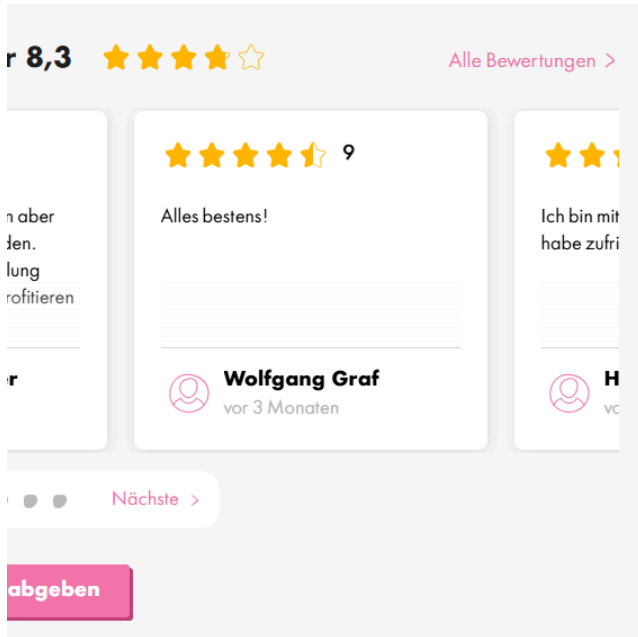 r 8,3
Alle Bewertungen >
n aber
den.
lung
rofitieren
r
9
Alles bestens!
Wolfgang Graf
vor 3 Monaten
Ich bin mit
habe zufri
H
vo
Nächste >
abgeben